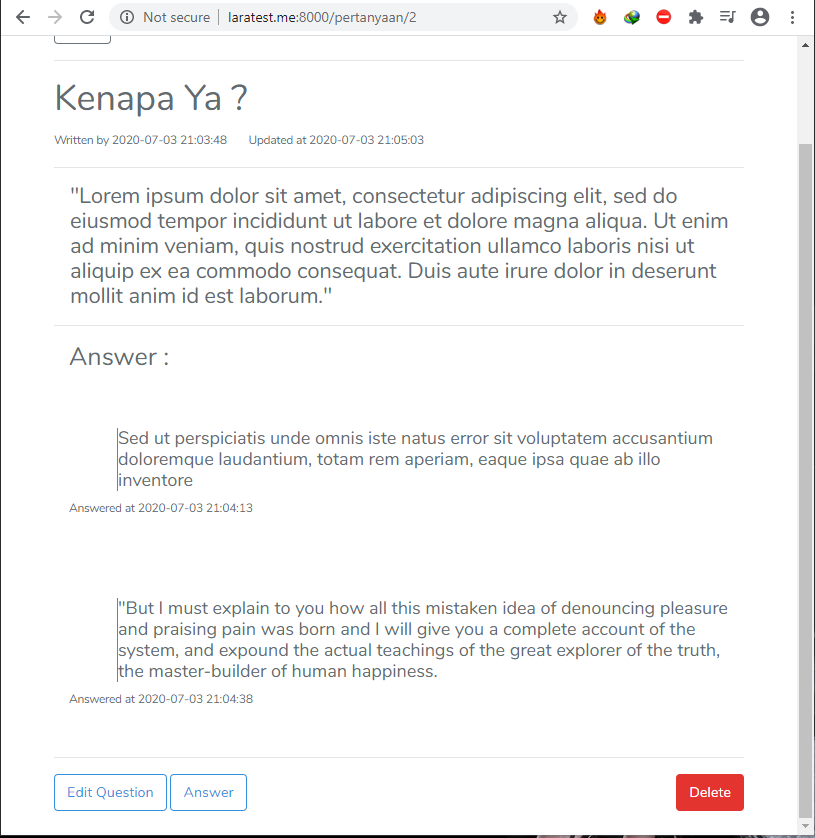 Not secure | laratest.me:8000/pertanyaan/2
Kenapa Ya ?
Written by 2020-07-03 21:03:48 Updated at 2020-07-03 21:05:03
"Lorem ipsum dolor sit amet, consectetur adipiscing elit, sed do
eiusmod tempor incididunt ut labore et dolore magna aliqua. Ut enim
ad minim veniam, quis nostrud exercitation ullamco laboris nisi ut
aliquip ex ea commodo consequat. Duis aute irure dolor in deserunt
mollit anim id est laborum."
Answer :
Sed ut perspiciatis unde omnis iste natus error sit voluptatem accusantium
doloremque laudantium, totam rem aperiam, eaque ipsa quae ab illo
inventore
Answered at 2020-07-03 21:04:13
"But I must explain to you how all this mistaken idea of denouncing pleasure
and praising pain was born and I will give you a complete account of the
system, and expound the actual teachings of the great explorer of the truth,
the master-builder of human happiness.
Answered at 2020-07-03 21:04:38
Edit Question Answer Delete